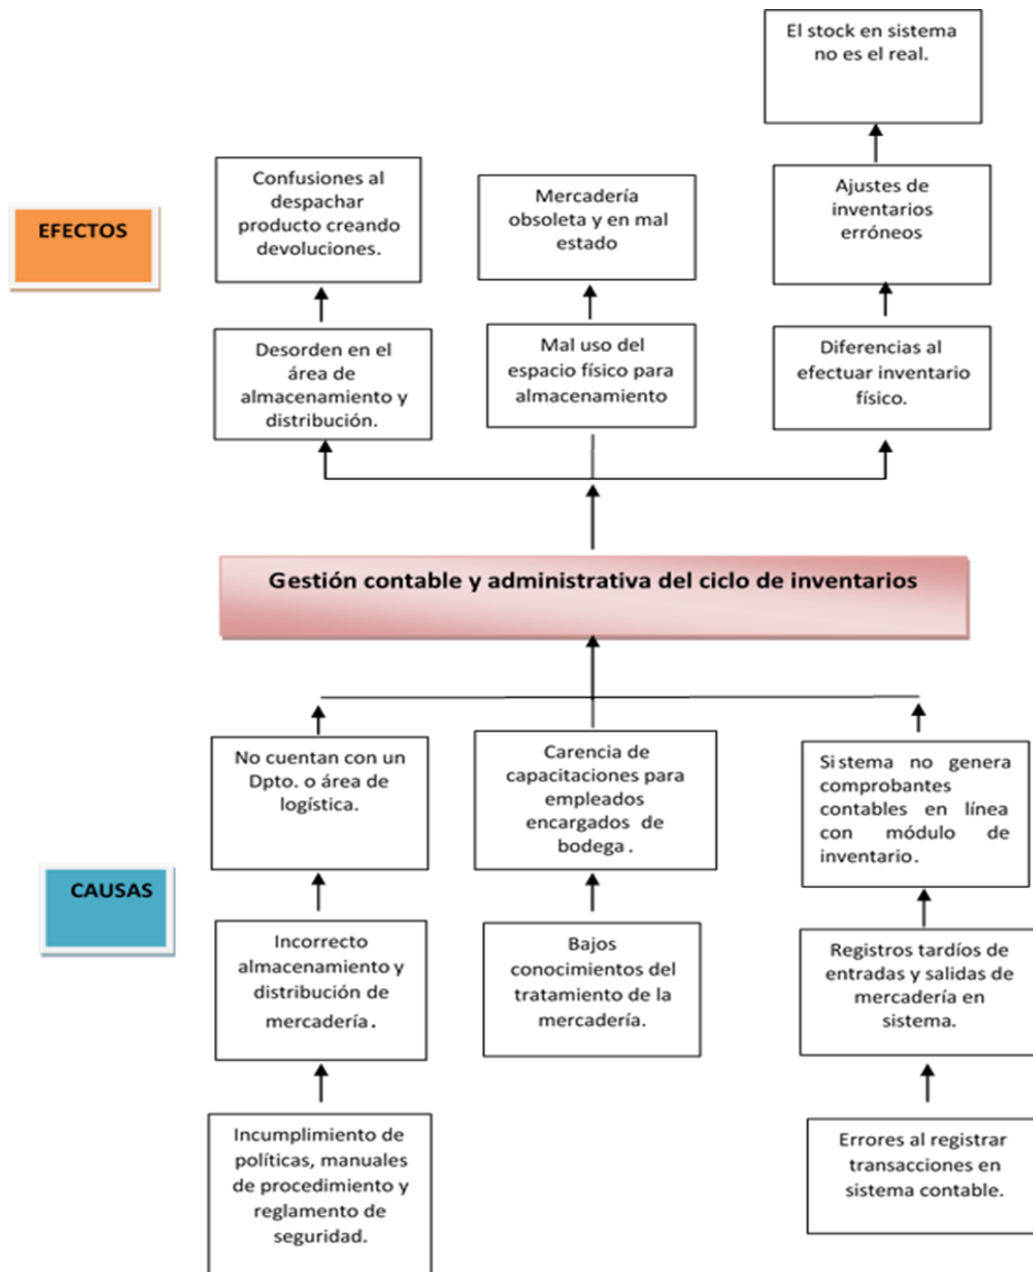 El stock en sistema
no es el real.
EFECTOS
Confusiones al
despachar
producto creando
devoluciones.
Mercadería
obsoleta y en mal
estado
Ajustes de
inventarios
erróneos
Desorden en el
área de
almacenamiento y
distribución.
Mal uso del
espacio físico para
almacenamiento
Diferencias al
efectuar inventario
físico.
Gestión contable y administrativa del ciclo de inventarios
CAUSAS
No cuentan con un
Dpto. o área de
logística.
Carencia de
capacitaciones para
empleados
encargados de
bodega.
Sistema no genera
comprobantes
contables en línea
con módulo de
inventario.
Incorrecto
almacenamiento y
distribución de
mercadería.
Bajos
conocimientos del
tratamiento de la
mercadería.
Registros tardíos de
entradas y salidas de
mercadería en
sistema.
Incumplimiento de
políticas, manuales
de procedimiento y
reglamento de
seguridad.
Errores al registrar
transacciones en
sistema contable.